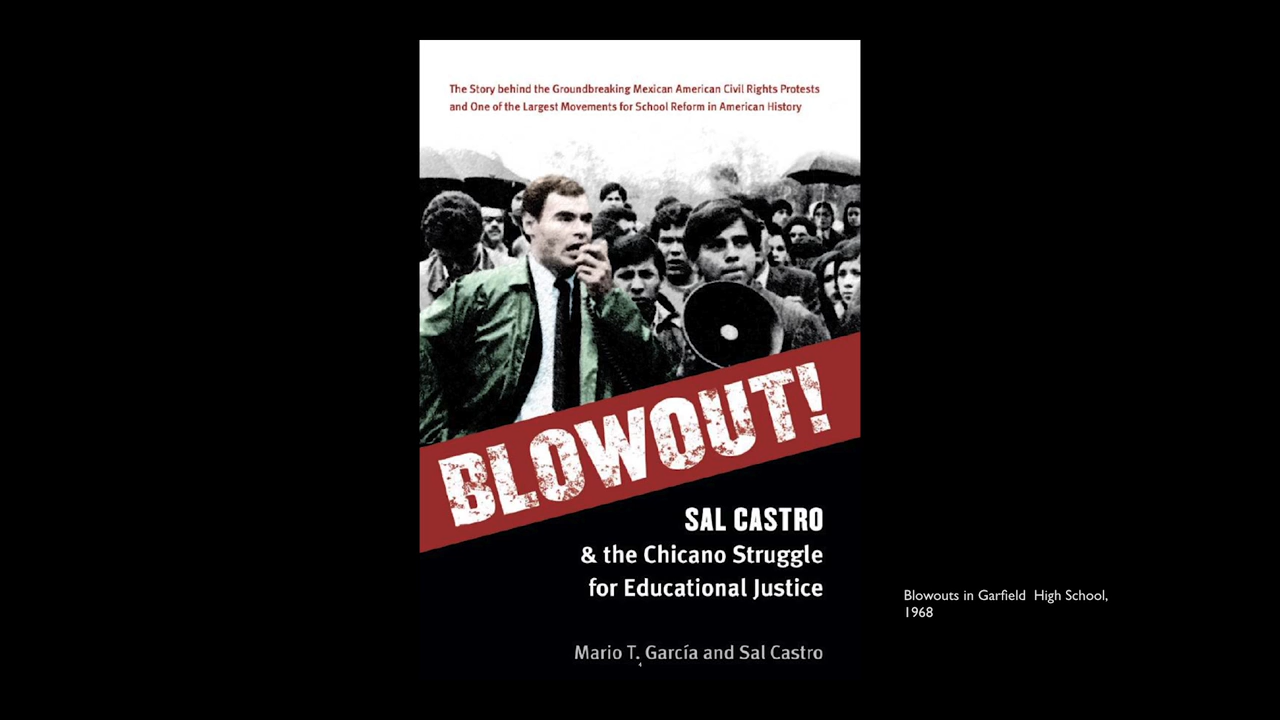 The Story behind the Groundbreaking Mexican American Civil Rights Protests
and One of the Largest Movements for School Reform in American History
BLOWOUT!
SAL CASTRO
& the Chicano Struggle
for Educational Justice
Mario T. García and Sal Castro
Blowouts in Garfield  High School,
1968